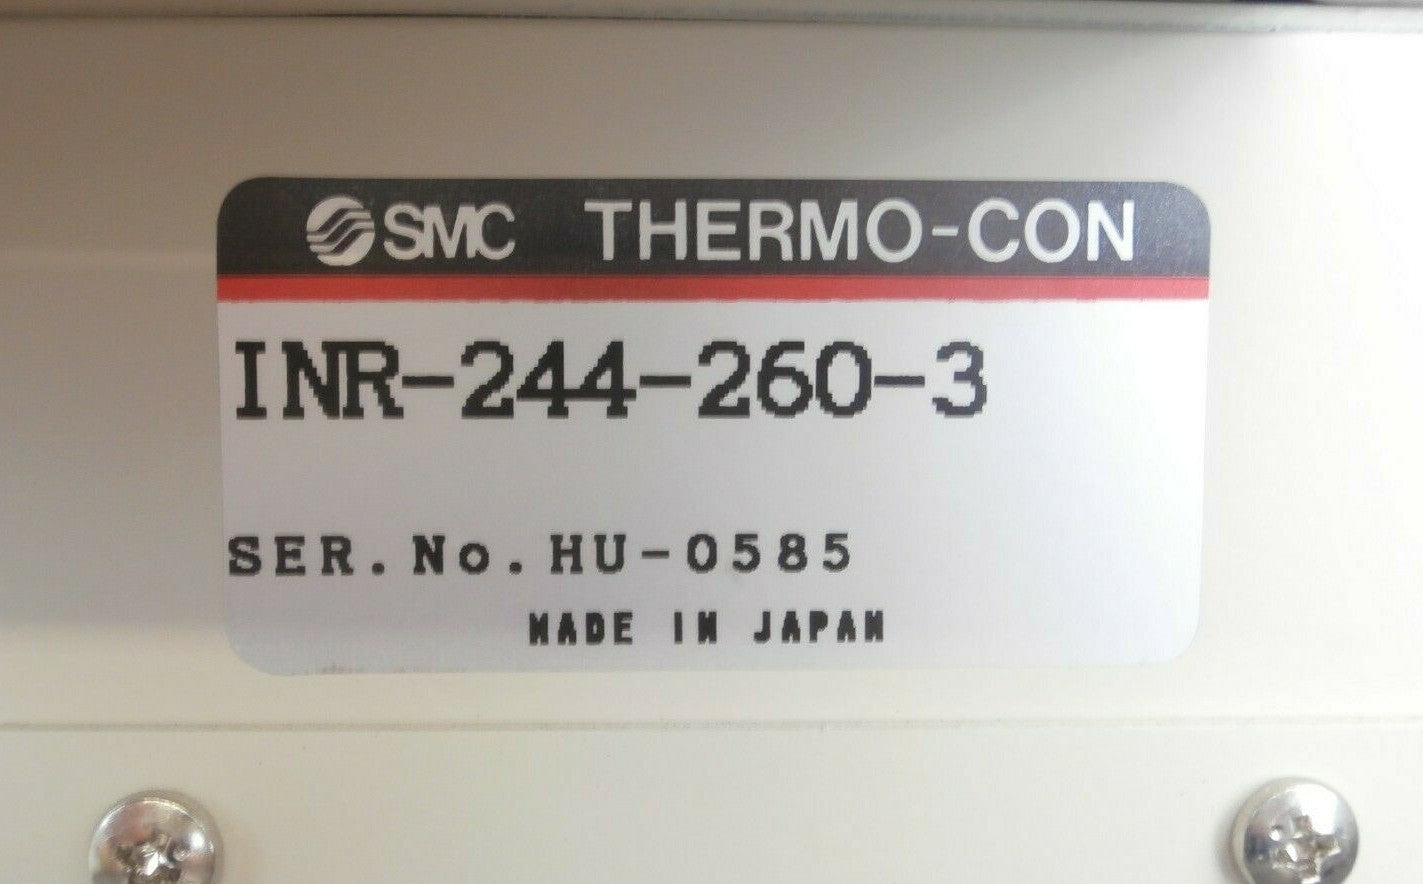 SMC THERMO-CON
INR-244-260-3
SER.No.HU-0585
MADE IN JAPAN